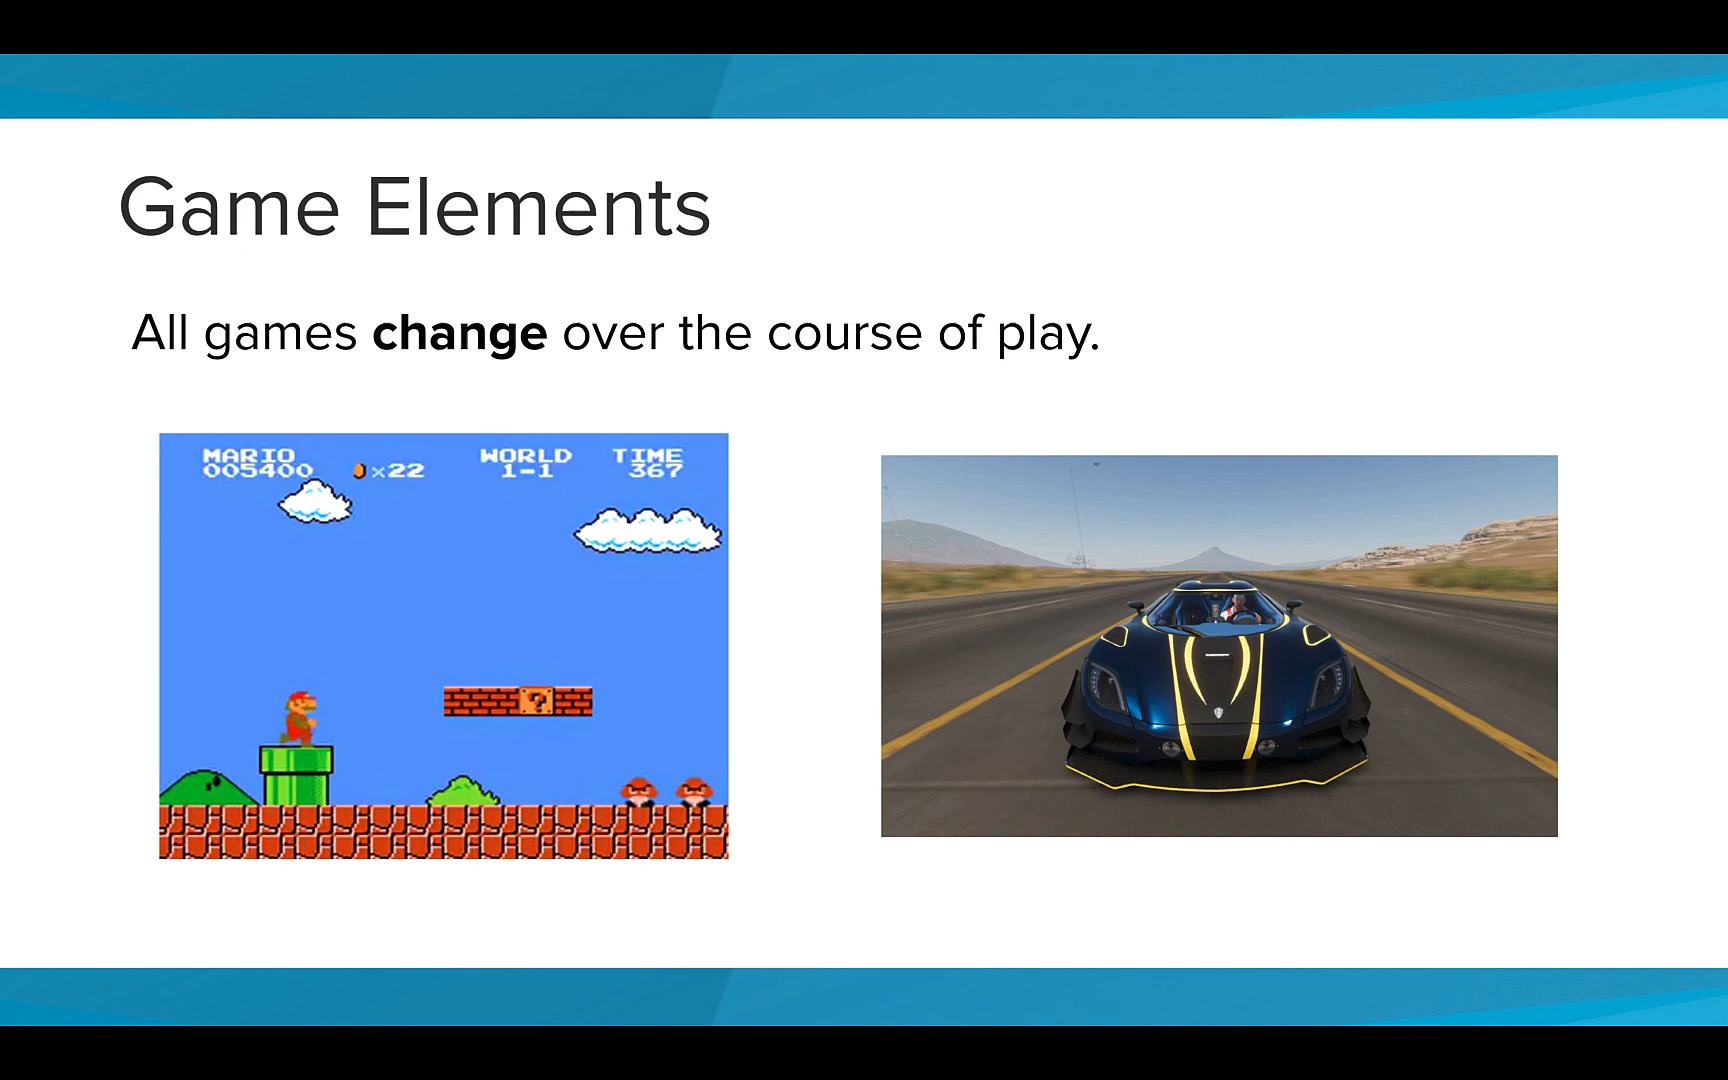 Game Elements
All games change over the course of play.
MARIO WORLD TIME
005400 ×22 1-1 367
?